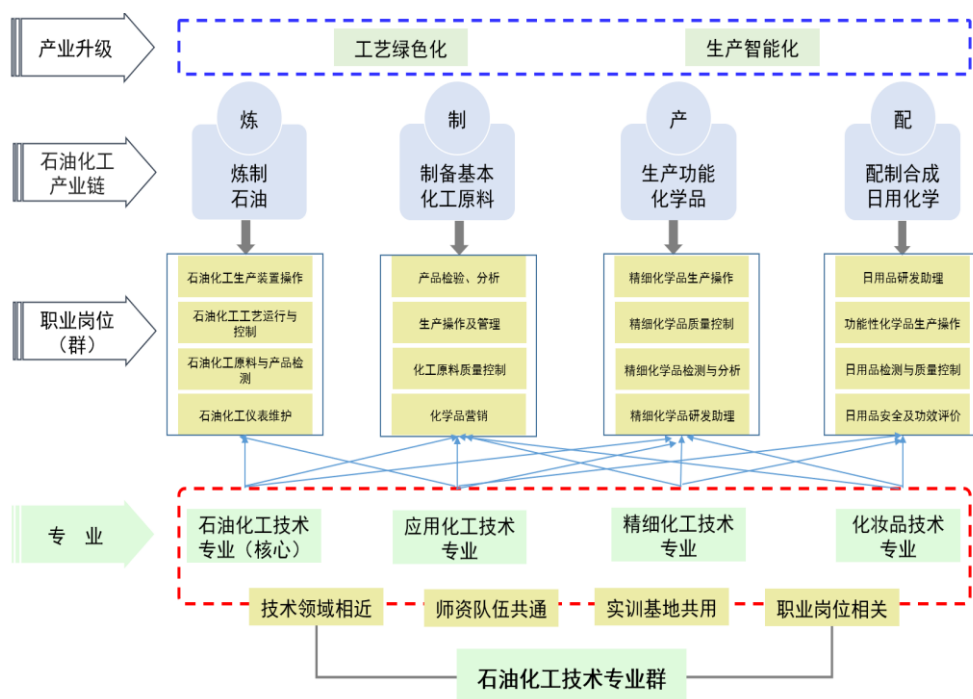 产业升级
工艺绿色化
生产智能化
石油化工
产业链
炼
炼制
石油
制
制备基本
化工原料
产
生产功能
化学品
配
配制合成
日用化学
职业岗位
（群）
石油化工生产装置操作
石油化工工艺运行与
控制
石油化工原料与产品检
测
石油化工仪表维护
产品检验、分析
生产操作及管理
化工原料质量控制
化学品营销
精细化学品生产操作
精细化学品质量控制
精细化学品检测与分析
精细化学品研发助理
日用品研发助理
功能性化学品生产操作
日用品检测与质量控制
日用品安全及功效评价
专 业
石油化工技术
专业（核心）
应用化工技术
专业
精细化工技术
专业
化妆品技术
专业
技术领域相近
师资队伍共通
实训基地共用
职业岗位相关
石油化工技术专业群